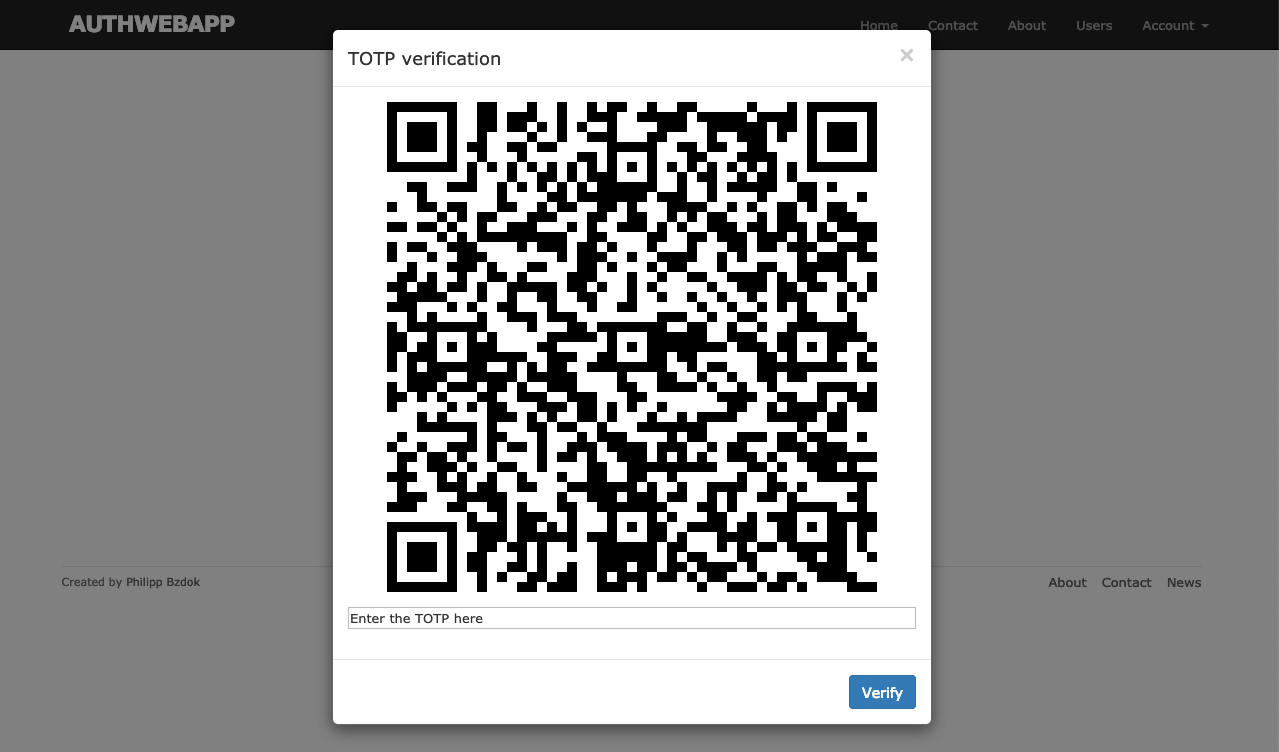 AUTHWEBAPP
Home Contact About Users Account
TOTP verification
×
Enter the TOTP here
Verify
Created by Philipp Bzdok
About Contact News